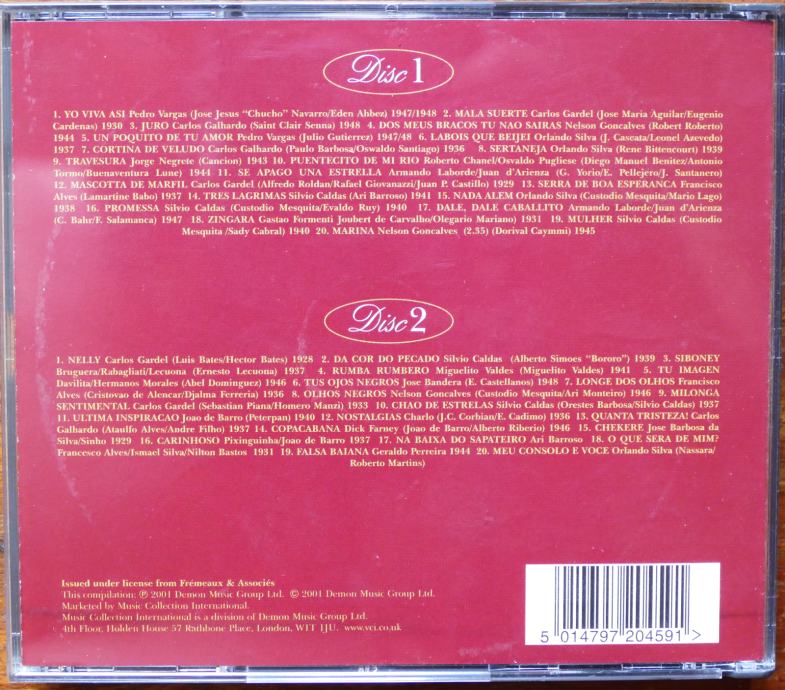 Disc 1
1. YO VIVA ASI Pedro Vargas (Jose Jesus "Chucho" Navarro/Eden Ahbez) 1947/1948 2. MALA SUERTE Carlos Gardel (Jose Maria Aguilar/Eugenio
Cardenas) 1930 3. JURO Carlos Galhardo (Saint Clair Senna) 1948 4. DOS MEUS BRACOS TU NAO SAIRAS Nelson Goncalves (Robert Roberto)
1944 5. UN POQUITO DE TU AMOR Pedro Vargas (Julio Gutierrez) 1947/48 6. LABOIS QUE BEIJEI Orlando Silva (J. Cascata/Leonel Azevedo)
1937 7. CORTINA DE VELUDO Carlos Galhardo (Paulo Barbosa/Oswaldo Santiago) 1936 8. SERTANEJA Orlando Silva (Rene Bittencourt) 1939
9. TRAVESURA Jorge Negrete (Cancion) 1943 10. PUENTECITO DE MI RIO Roberto Chanel/Osvaldo Pugliese (Diego Manuel Benitez/Antonio
Tormo/Buenaventura Lune) 1944 11. SE APAGO UNA ESTRELLA Armando Laborde/Juan d'Arienza (G. Yorio/E. Pellejero/J. Santanero)
12. MASCOTTA DE MARFIL Carlos Gardel (Alfredo Roldan/Rafael Giovanazzi/Juan P. Castillo) 1929 13. SERRA DE BOA ESPERANCA Francisco
Alves (Lamartine Babo) 1937 14. TRES LAGRIMAS Silvio Caldas (Ari Barroso) 1941 15. NADA ALEM Orlando Silva (Custodio Mesquita/Mario Lago)
1938 16. PROMESSA Silvio Caldas (Custodio Mesquita/Evaldo Ruy) 1940 17. DALE, DALE CABALLITO Armando Laborde/Juan d'Arienza
(C. Bahr/F. Salamanca) 1947 18. ZINGARA Gastao Formenti Joubert de Carvalho/Olegario Mariano) 1931 19. MULHER Silvio Caldas (Custodio
Mesquita /Sady Cabral) 1940 20. MARINA Nelson Goncalves (2.35) (Dorival Caymmi) 1945
Disc 2
1. NELLY Carlos Gardel (Luis Bates/Hector Bates) 1928 2. DA COR DO PECADO Silvio Caldas (Alberto Simoes "Bororo") 1939 3. SIBONEY
Bruguera/Rabagliati/Lecuona (Ernesto Lecuona) 1937 4. RUMBA RUMBERO Miguelito Valdes (Miguelito Valdes) 1941 5. TU IMAGEN
Davilita/Hermanos Morales (Abel Dominguez) 1946 6. TUS OJOS NEGROS Jose Bandera (E. Castellanos) 1948 7. LONGE DOS OLHOS Francisco
Alves (Cristovao de Alencar/Djalma Ferreria) 1936 8. OLHOS NEGROS Nelson Goncalves (Custodio Mesquita/Ari Monteiro) 1946 9. MILONGA
SENTIMENTAL Carlos Gardel (Sebastian Piana/Homero Manzi) 1933 10. CHAO DE ESTRELAS Silvio Caldas (Orestes Barbosa/Silvio Caldas) 1937
11. ULTIMA INSPIRACAO Joao de Barro (Peterpan) 1940 12. NOSTALGIAS Charlo (J.C. Corbian/E. Cadimo) 1936 13. QUANTA TRISTEZA! Carlos
Galhardo (Ataulfo Alves/Andre Filho) 1937 14. COPACABANA Dick Farney (Joao de Barro/Alberto Riberio) 1946 15. CHEKERE Jose Barbosa da
Silva/Sinho 1929 16. CARINHOSO Pixinguinha/Joao de Barro 1937 17. NA BAIXA DO SAPATEIRO Ari Barroso 18. O QUE SERA DE MIM?
Francesco Alves/Ismael Silva/Nilton Bastos 1931 19. FALSA BAIANA Geraldo Perreira 1944 20. MEU CONSOLO E VOCE Orlando Silva (Nassara/
Roberto Martins)
Issued under license from Frémeaux & Associés
This compilation: ℗ 2001 Demon Music Group Ltd. © 2001 Demon Music Group Ltd.
Marketed by Music Collection International.
Music Collection International is a division of Demon Music Group Ltd.
4th Floor, Holden House 57 Rathbone Place, London, W1T 1JU. www.vci.co.uk
5 014797 204591 >